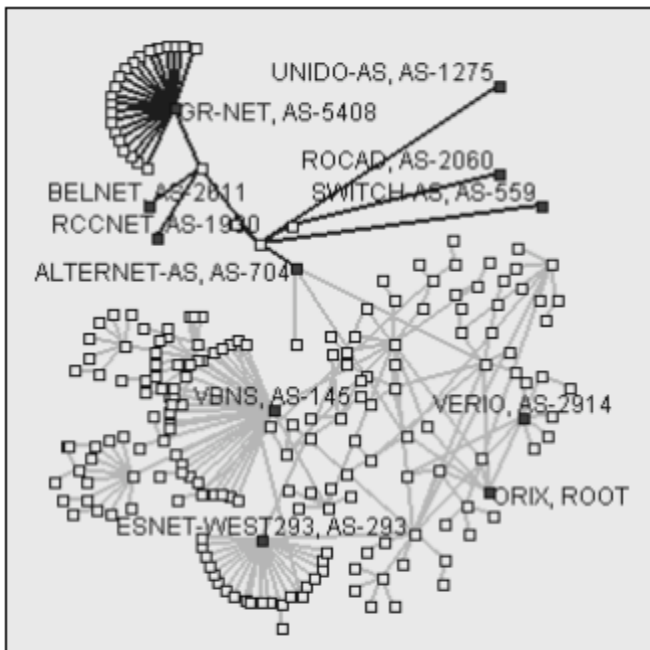 UNIDO-AS, AS-1275
GR-NET, AS-5408
ROCAD, AS-2060
BELNET, AS-2611
SWITCH-AS, AS-559
RCCNET, AS-1930
ALTERNET-AS, AS-704
VBNS, AS-145
VERIO, AS-2914
ORIX, ROOT
ESNET-WEST293, AS-293